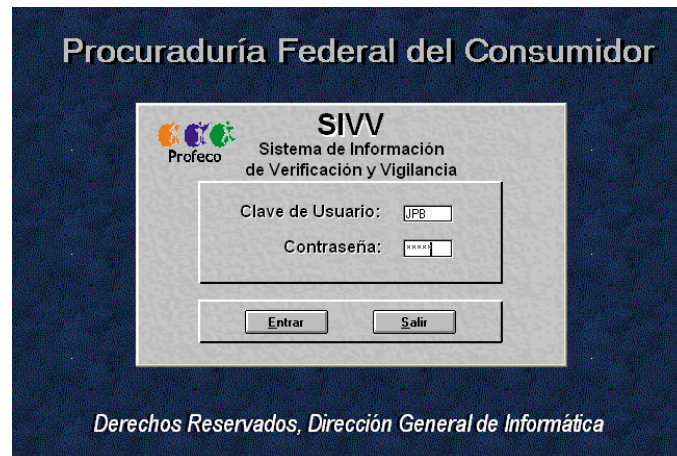 Procuraduría Federal del Consumidor
SIVV
Profeco
Sistema de Información
de Verificación y Vigilancia
Clave de Usuario: JPB
Contraseña: *****
Entrar Salir
Derechos Reservados, Dirección General de Informática